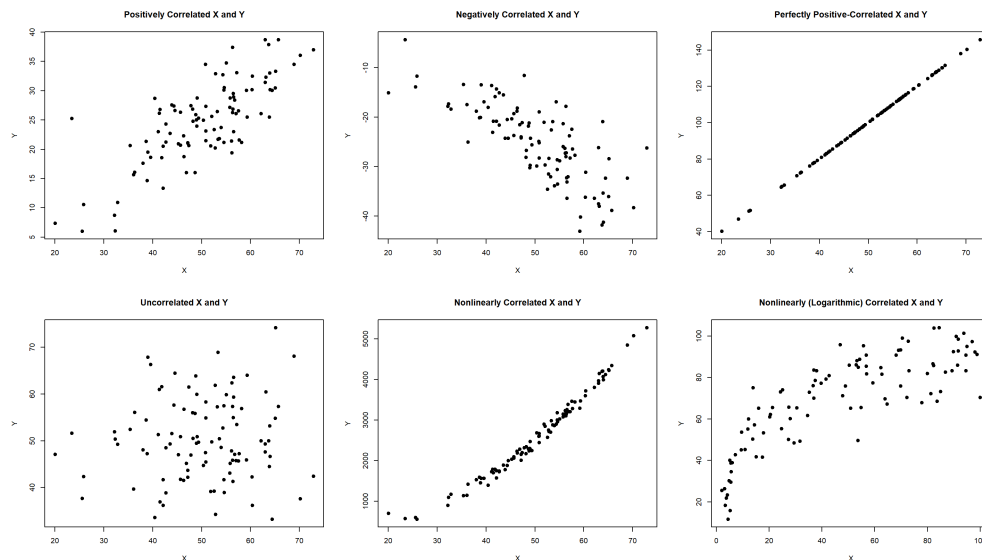 Positively Correlated X and Y
Negatively Correlated X and Y
Perfectly Positive-Correlated X and Y
Y
5 10 15 20 25 30 35 40
20 30 40 50 60 70
X
Y
-40 -30 -20 -10
20 30 40 50 60 70
X
Y
40 60 80 100 120 140
20 30 40 50 60 70
X
Uncorrelated X and Y
Nonlinearly Correlated X and Y
Nonlinearly (Logarithmic) Correlated X and Y
Y
40 50 60 70
20 30 40 50 60 70
X
Y
1000 2000 3000 4000 5000
20 30 40 50 60 70
X
Y
20 40 60 80 100
0 20 40 60 80 100
X